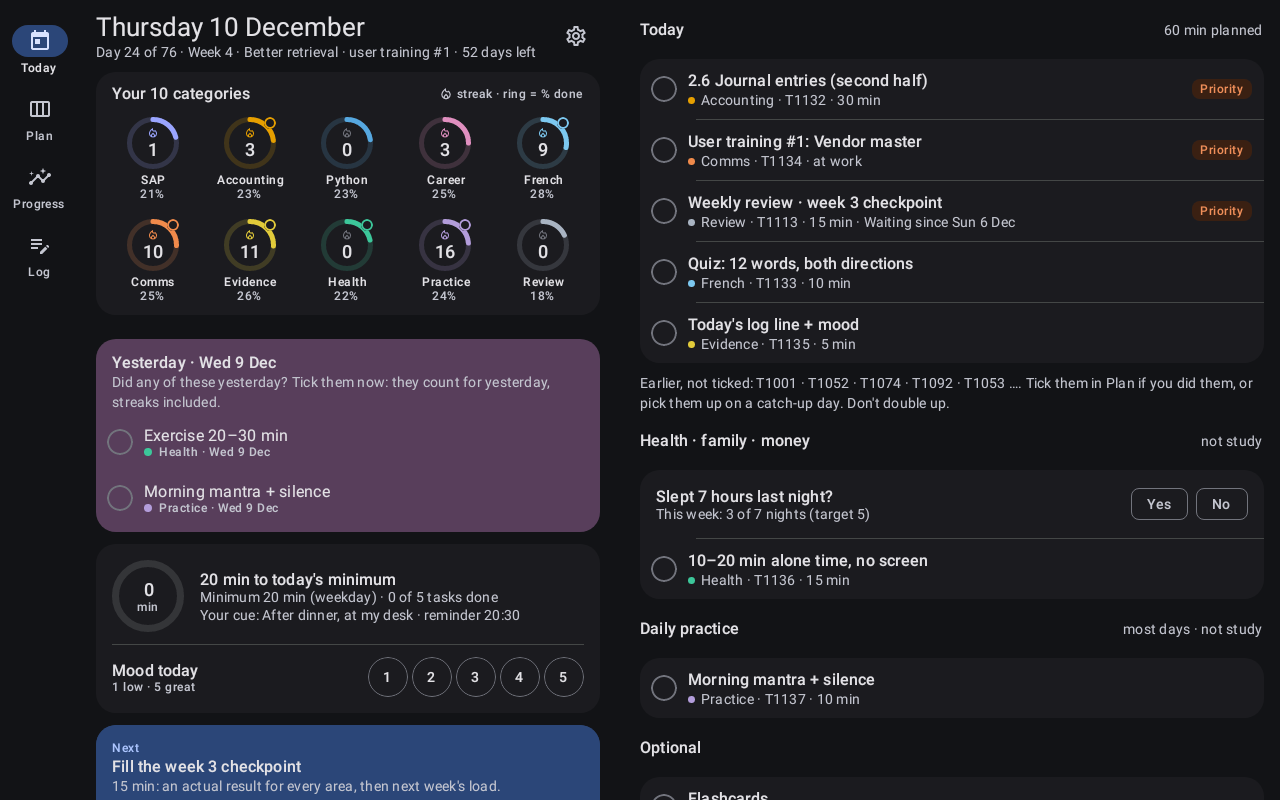 Today
Plan
Progress
Log
Thursday 10 December
Day 24 of 76 · Week 4 · Better retrieval · user training #1 · 52 days left
Your 10 categories
streak · ring = % done
1
3
0
3
9
SAP
Accounting
Python
Career
French
21%
23%
23%
25%
28%
10
11
0
16
0
Comms
Evidence
Health
Practice
Review
25%
26%
22%
24%
18%
Yesterday · Wed 9 Dec
Did any of these yesterday? Tick them now: they count for yesterday,
streaks included.
Exercise 20–30 min
Health · Wed 9 Dec
Morning mantra + silence
Practice · Wed 9 Dec
0
min
20 min to today's minimum
Minimum 20 min (weekday) · 0 of 5 tasks done
Your cue: After dinner, at my desk · reminder 20:30
Mood today
1 low · 5 great
1
2
3
4
5
Next
Fill the week 3 checkpoint
15 min: an actual result for every area, then next week's load.
Today
60 min planned
2.6 Journal entries (second half)
Accounting · T1132 · 30 min
Priority
User training #1: Vendor master
Comms · T1134 · at work
Priority
Weekly review · week 3 checkpoint
Review · T1113 · 15 min · Waiting since Sun 6 Dec
Priority
Quiz: 12 words, both directions
French · T1133 · 10 min
Today's log line + mood
Evidence · T1135 · 5 min
Earlier, not ticked: T1001 · T1052 · T1074 · T1092 · T1053 .... Tick them in Plan if you did them, or
pick them up on a catch-up day. Don't double up.
Health · family · money
not study
Slept 7 hours last night?
This week: 3 of 7 nights (target 5)
Yes
No
10–20 min alone time, no screen
Health · T1136 · 15 min
Daily practice
most days · not study
Morning mantra + silence
Practice · T1137 · 10 min
Optional
Flashcards